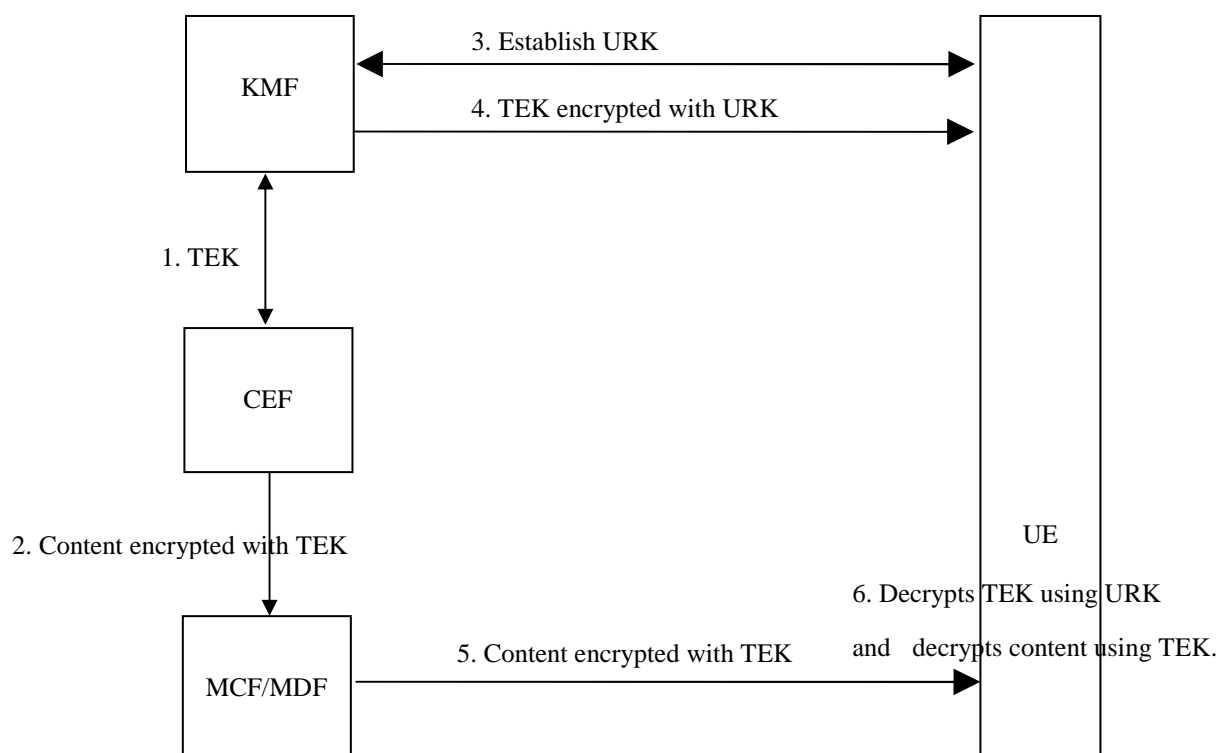 3. Establish URK
KMF
4. TEK encrypted with URK
1. TEK
CEF
2. Content encrypted with TEK
UE
6. Decrypts TEK using URK
and decrypts content using TEK.
5. Content encrypted with TEK
MCF/MDF